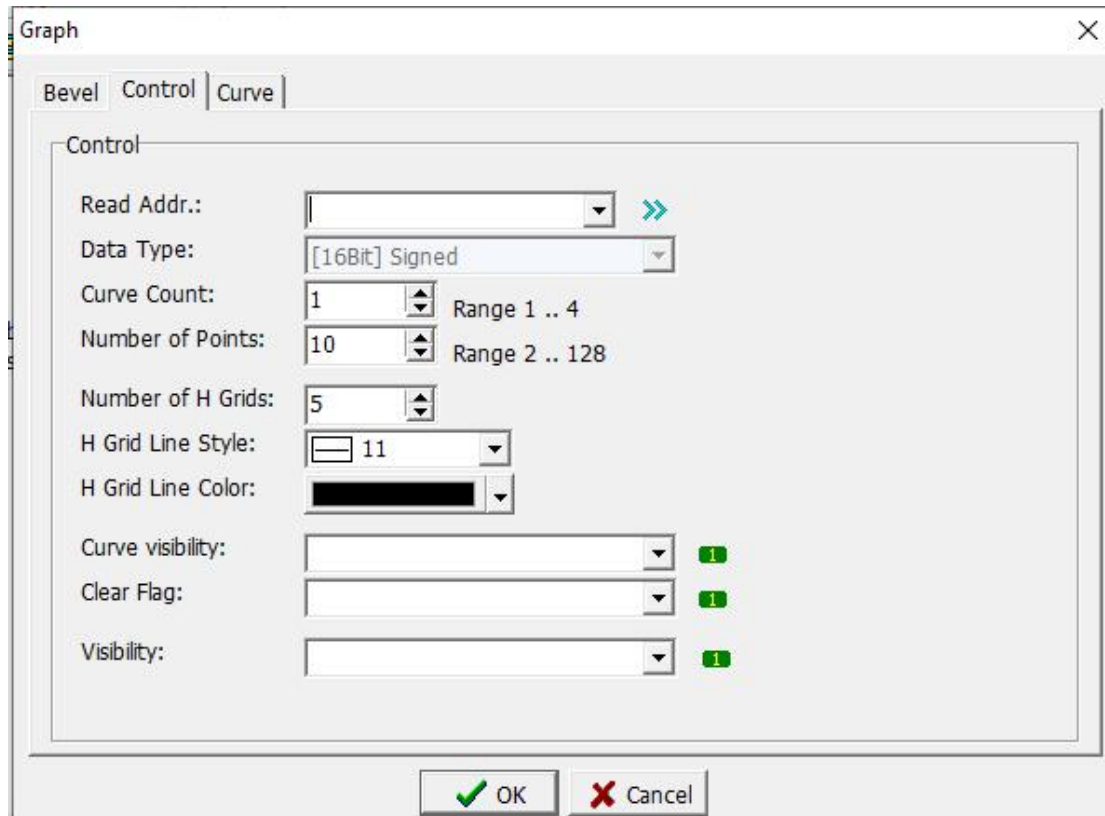 Graph
Bevel Control Curve
Control
Read Addr.:
Data Type: [16Bit] Signed
Curve Count: 1 Range 1 .. 4
Number of Points: 10 Range 2 .. 128
Number of H Grids: 5
H Grid Line Style: 11
H Grid Line Color:
Curve visibility: 1
Clear Flag: 1
Visibility: 1
OK Cancel